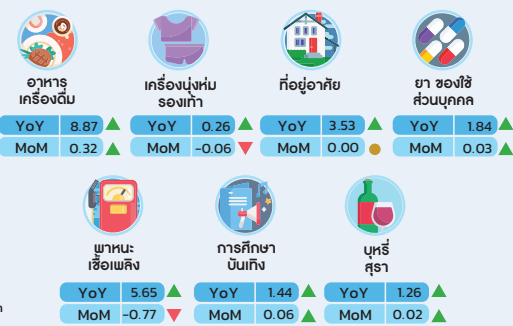 อาหาร
เครื่องดื่ม
YoY 8.87
MoM 0.32
เครื่องนุ่งห่ม
รองเท้า
YoY 0.26
MoM -0.06
ที่อยู่อาศัย
YoY 3.53
MoM 0.00
ยา ของใช้
ส่วนบุคคล
YoY 1.84
MoM 0.03
พาหนะ
เชื้อเพลิง
YoY 5.65
MoM -0.77
การศึกษา
บันเทิง
YoY 1.44
MoM 0.06
บุหรี่
สุรา
YoY 1.26
MoM 0.02